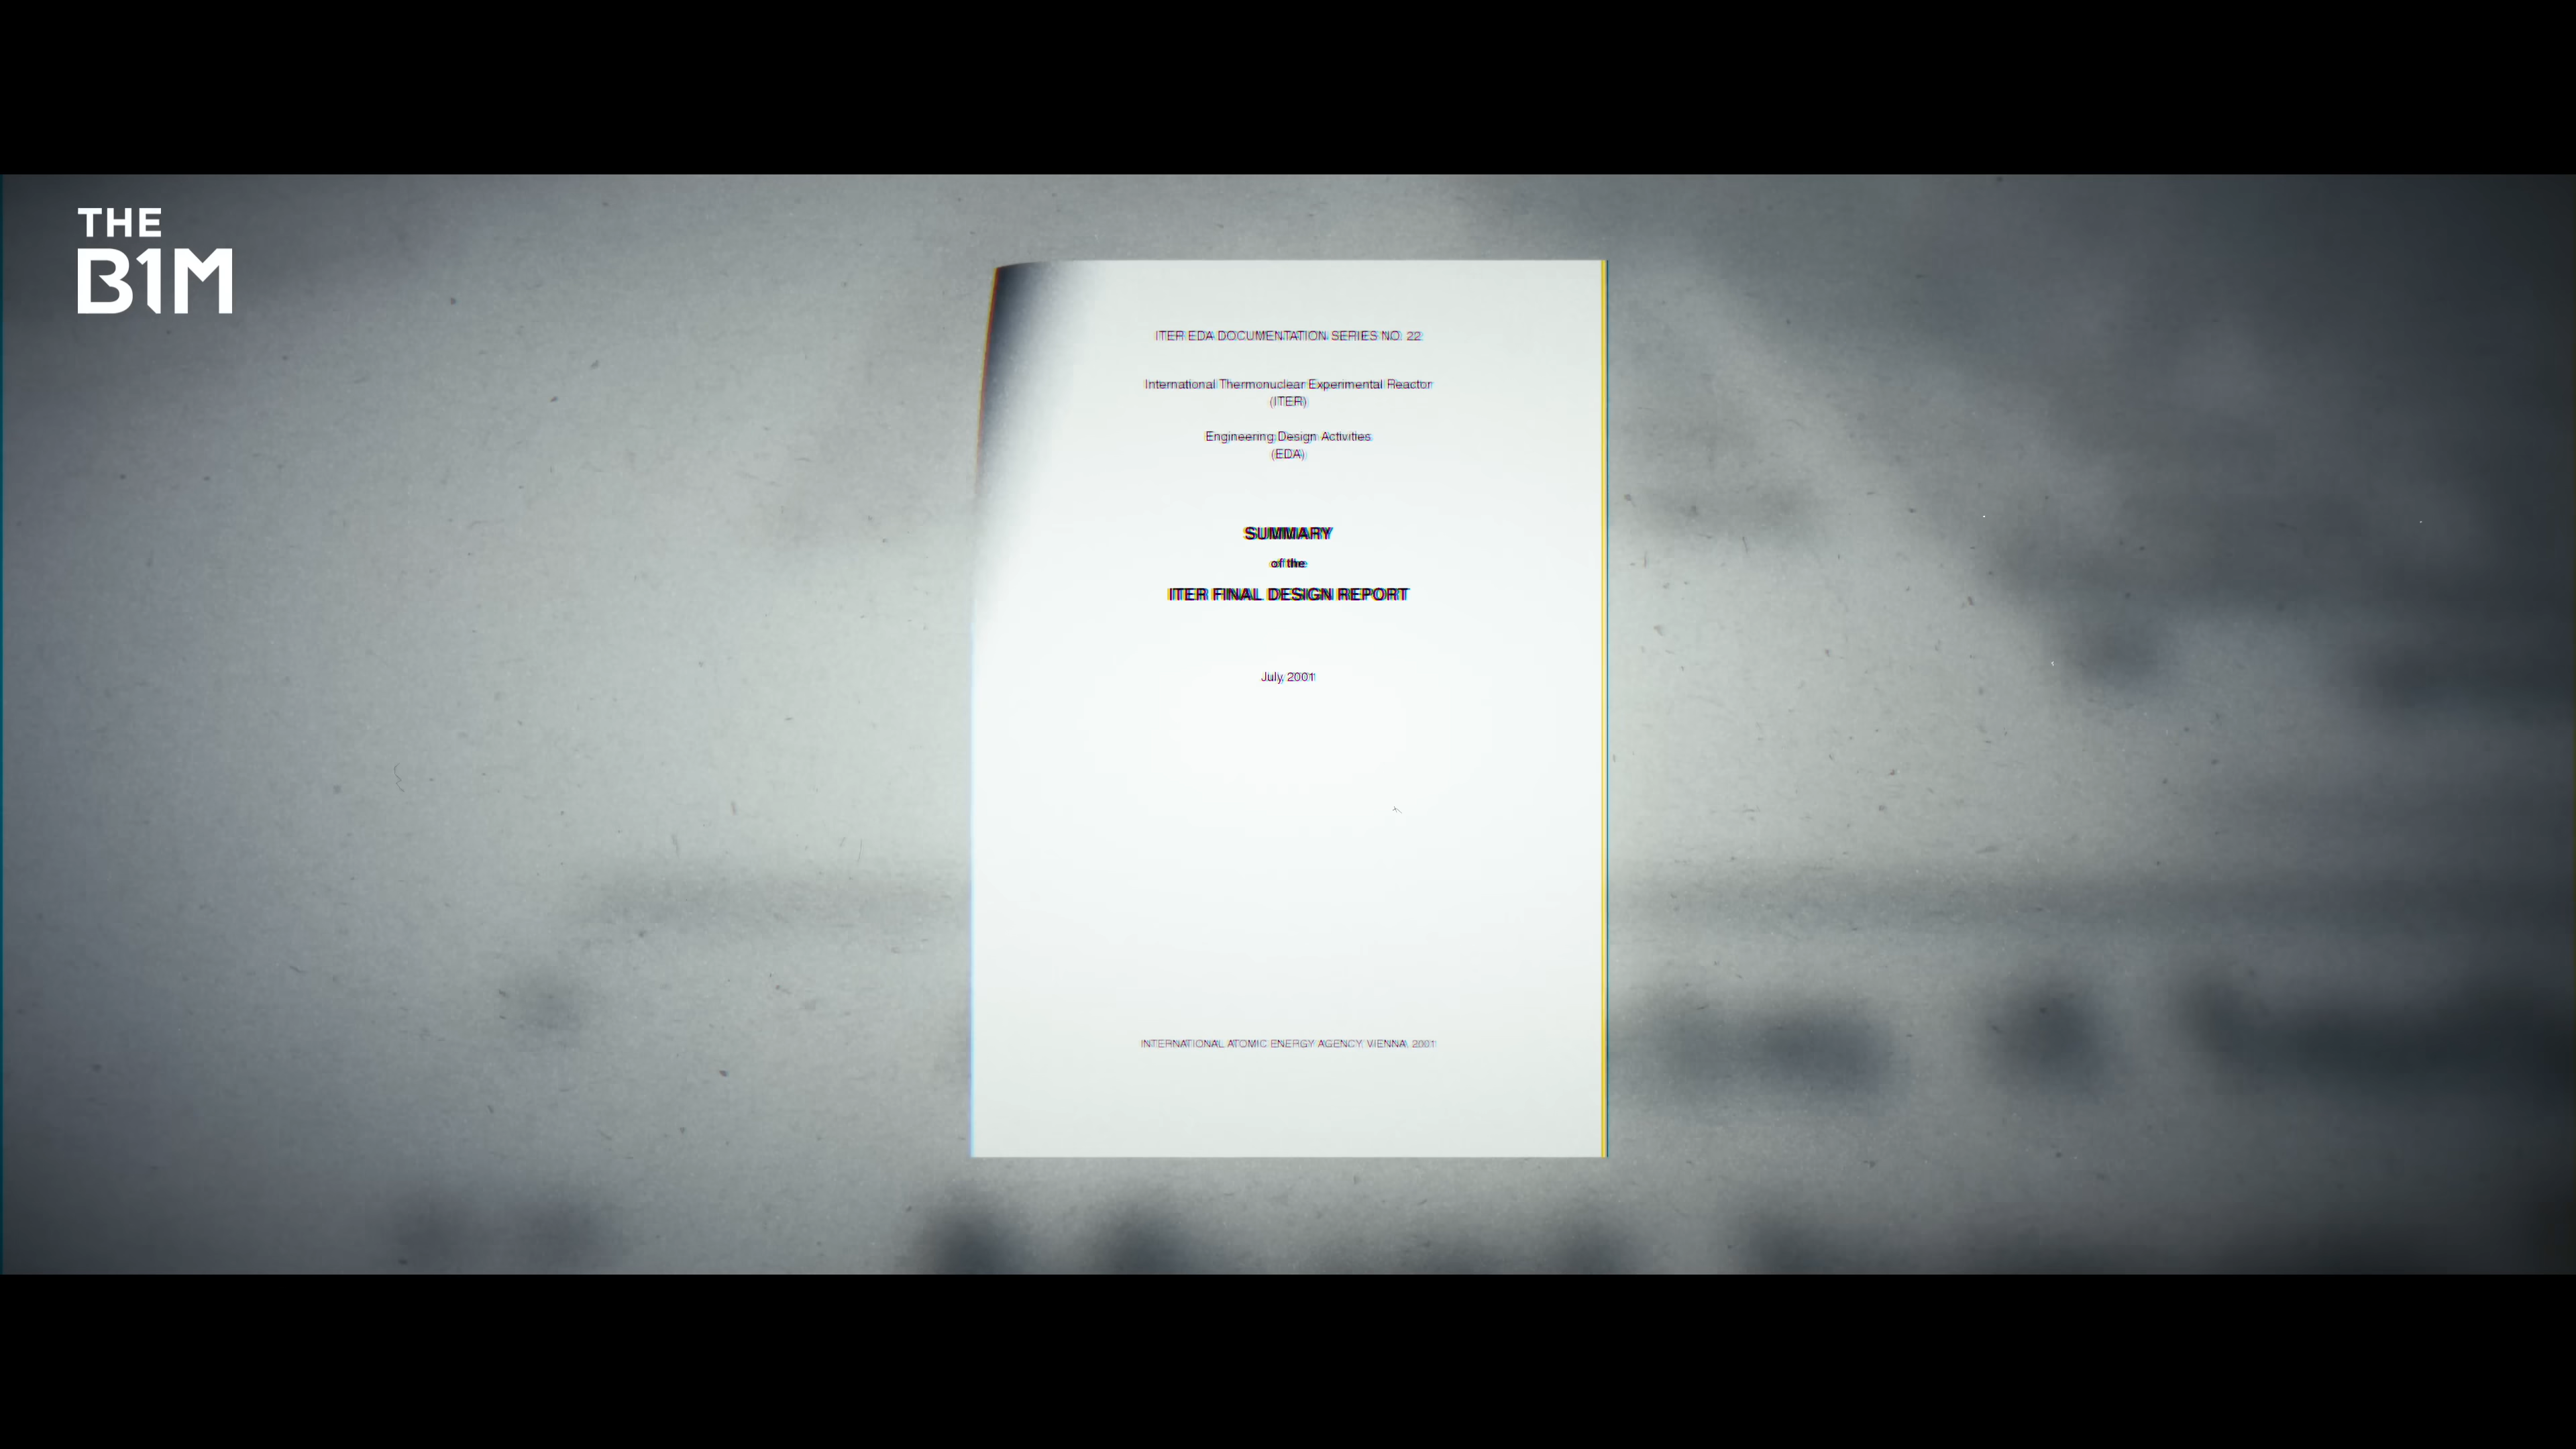 THE
B1M
ITER EDA DOCUMENTATION SERIES NO. 22
International Thermonuclear Experimental Reactor
(ITER)
Engineering Design Activities
(EDA)
SUMMARY
of the
ITER FINAL DESIGN REPORT
July, 2001
INTERNATIONAL ATOMIC ENERGY AGENCY, VIENNA, 2001